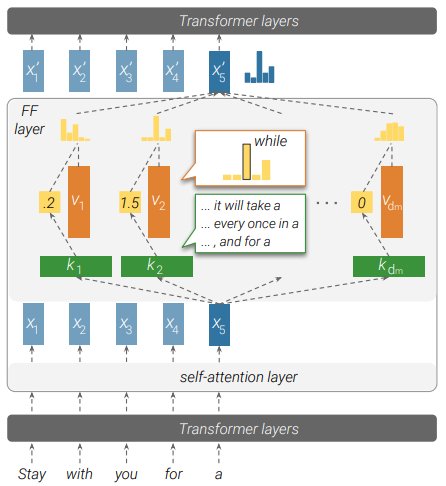 Transformer layers
x′1 x′2 x′3 x′4 x′5
FF
layer
while
.2 v1 1.5 v2 ... 0 vdm
... it will take a
... every once in a
... , and for a
k1 k2 kdm
x1 x2 x3 x4 x5
self-attention layer
Transformer layers
Stay with you for a